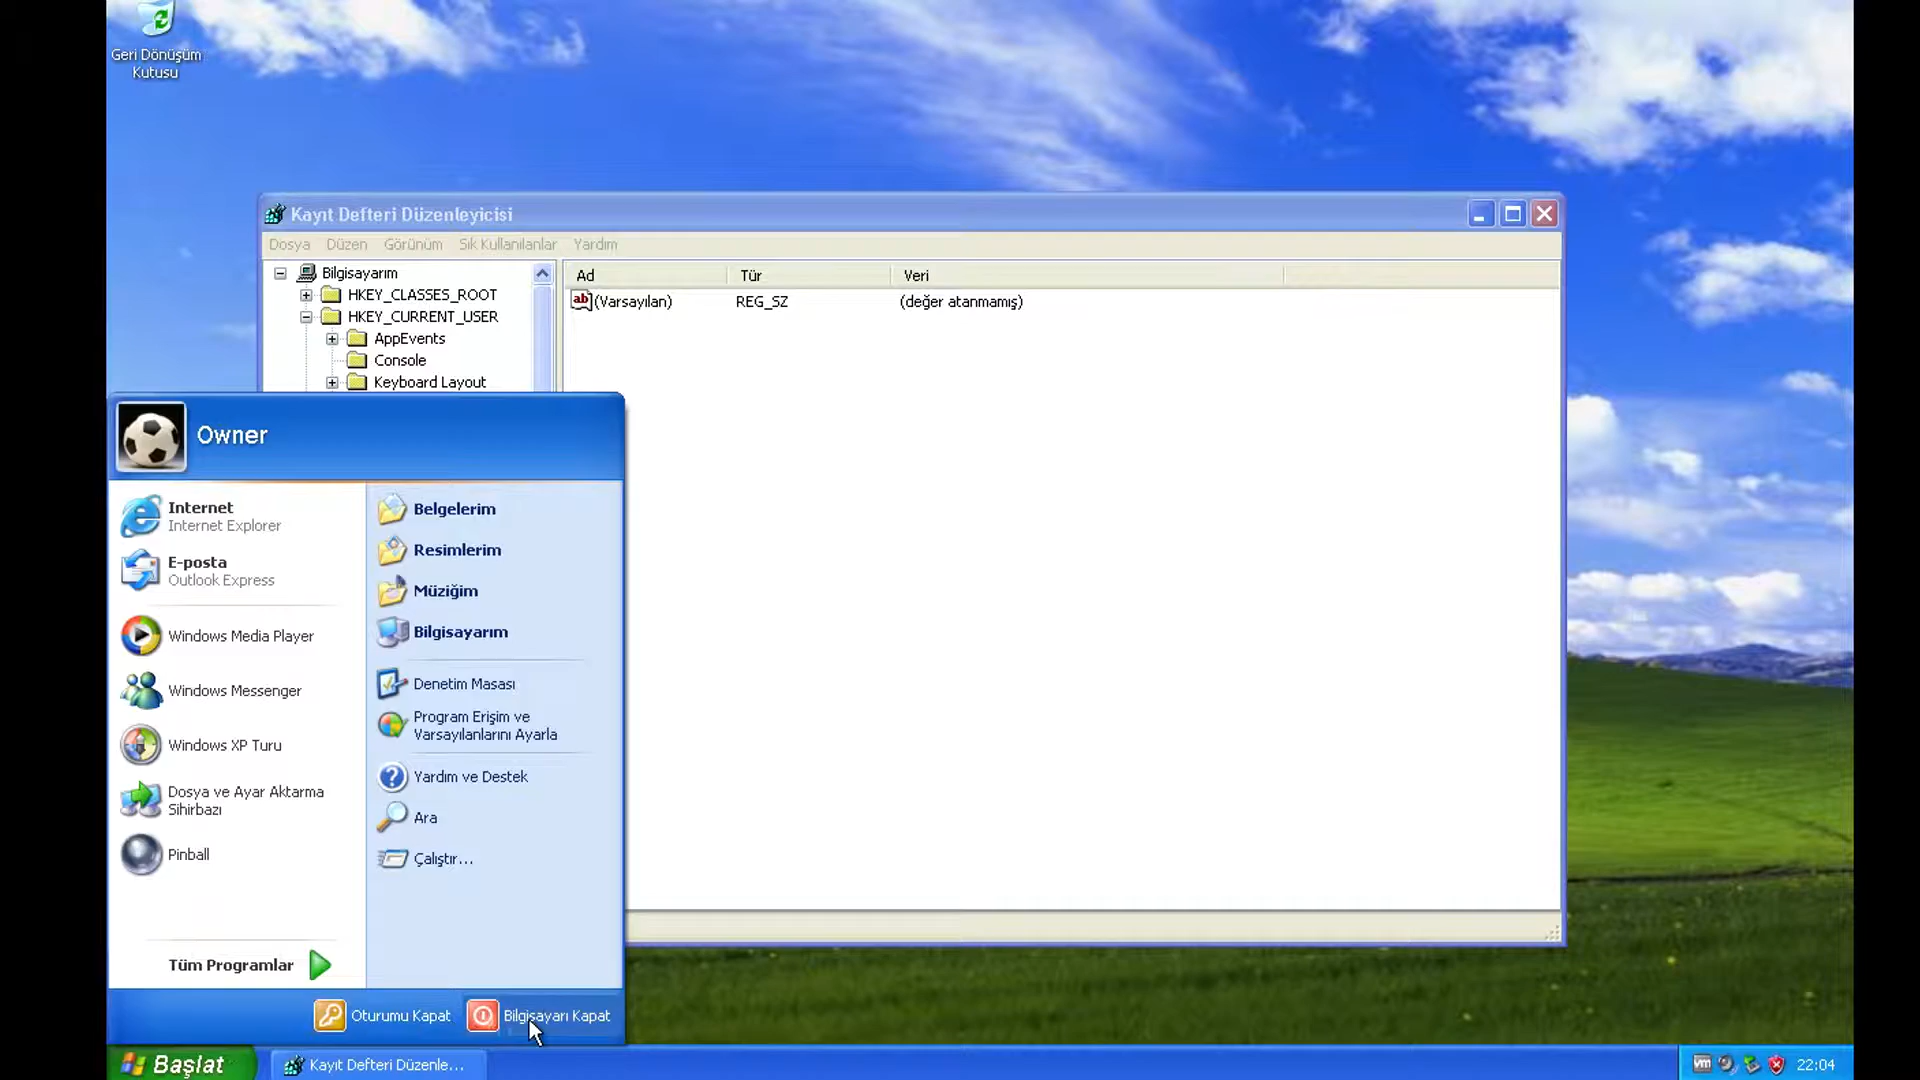 Geri Dönüşüm
Kutusu
Kayıt Defteri Düzenleyicisi
Dosya Düzen Görünüm Sık Kullanılanlar Yardım
Bilgisayarım
HKEY_CLASSES_ROOT
HKEY_CURRENT_USER
AppEvents
Console
Keyboard Layout
Ad Tür Veri
ab (Varsayılan) REG_SZ (değer atanmamış)
Owner
Internet
Internet Explorer
E-posta
Outlook Express
Windows Media Player
Windows Messenger
Windows XP Turu
Dosya ve Ayar Aktarma
Sihirbazı
Pinball
Tüm Programlar
Belgelerim
Resimlerim
Müziğim
Bilgisayarım
Denetim Masası
Program Erişim ve
Varsayılanlarını Ayarla
Yardım ve Destek
Ara
Çalıştır...
Oturumu Kapat Bilgisayarı Kapat
Başlat Kayıt Defteri Düzenle... vm 22:04